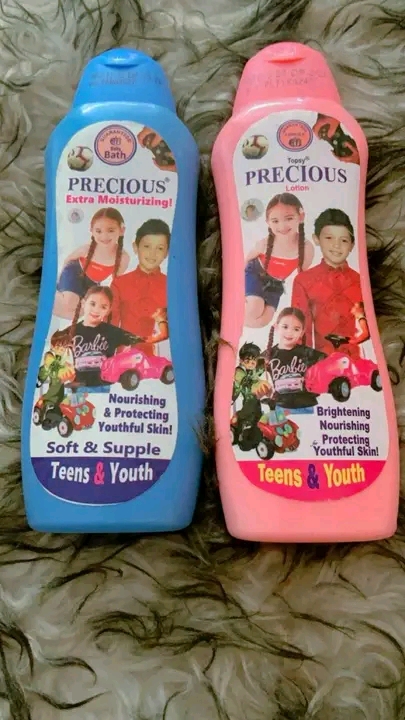 Baby
Bath
PRECIOUS®
Extra Moisturizing!
Barbie
Nourishing
& Protecting
Youthful Skin!
Soft & Supple
Teens & Youth
Topsy®
PRECIOUS
Lotion
Barbie
Brightening
Nourishing
Protecting
Youthful Skin!
Teens & Youth